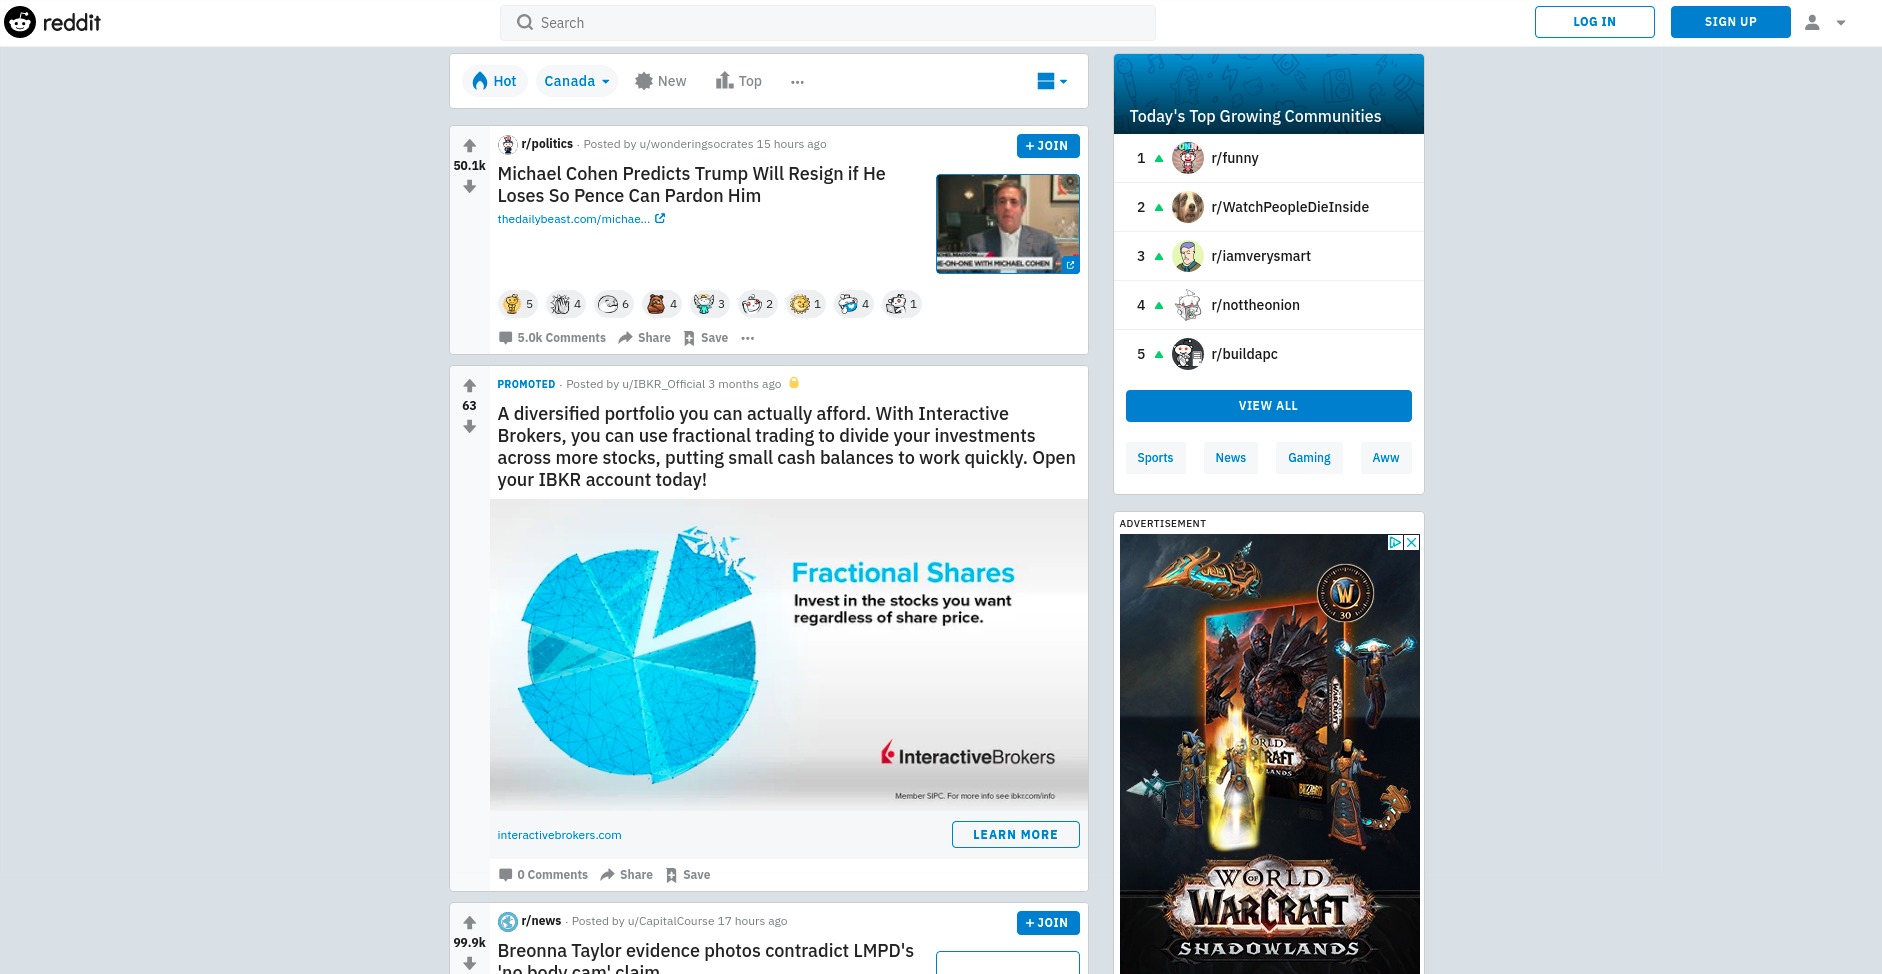 reddit
Search
LOG IN
SIGN UP
Hot
Canada
New
Top
50.1k
r/politics · Posted by u/wonderingsocrates 15 hours ago
+ JOIN
Michael Cohen Predicts Trump Will Resign if He
Loses So Pence Can Pardon Him
thedailybeast.com/michae...
E-ON-ONE WITH MICHAEL COHEN
5
4
6
4
3
2
1
4
1
5.0k Comments
Share
Save
63
PROMOTED · Posted by u/IBKR_Official 3 months ago
A diversified portfolio you can actually afford. With Interactive
Brokers, you can use fractional trading to divide your investments
across more stocks, putting small cash balances to work quickly. Open
your IBKR account today!
Fractional Shares
Invest in the stocks you want
regardless of share price.
InteractiveBrokers
Member SIPC. For more info see ibkr.com/info
interactivebrokers.com
LEARN MORE
0 Comments
Share
Save
99.9k
r/news · Posted by u/CapitalCourse 17 hours ago
+ JOIN
Breonna Taylor evidence photos contradict LMPD's
'no body cam' claim
Today's Top Growing Communities
1 r/funny
2 r/WatchPeopleDieInside
3 r/iamverysmart
4 r/nottheonion
5 r/buildapc
VIEW ALL
Sports
News
Gaming
Aww
ADVERTISEMENT
W
30
BLIZZARD
WORLD
OF
WARCRAFT
SHADOWLANDS